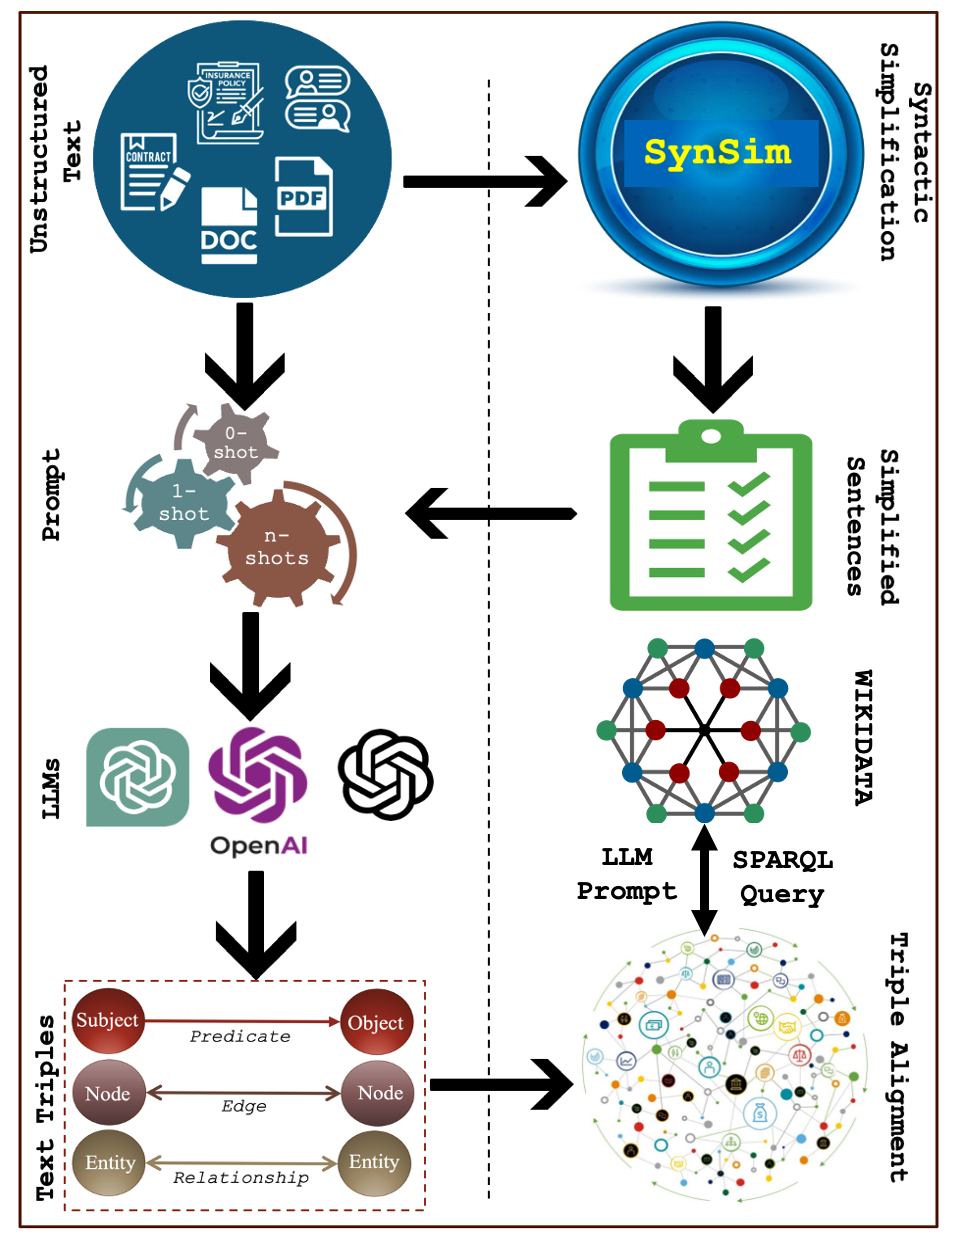 Unstructured
Text
INSURANCE
POLICY
CONTRACT
DOC
PDF
SynSim
Syntactic
Simplification
Prompt
0-
shot
1-
shot
n-
shots
Simplified
Sentences
LLMs
OpenAI
WIKIDATA
LLM
Prompt
SPARQL
Query
Text Triples
Subject
Predicate
Object
Node
Edge
Node
Entity
Relationship
Entity
Triple Alignment